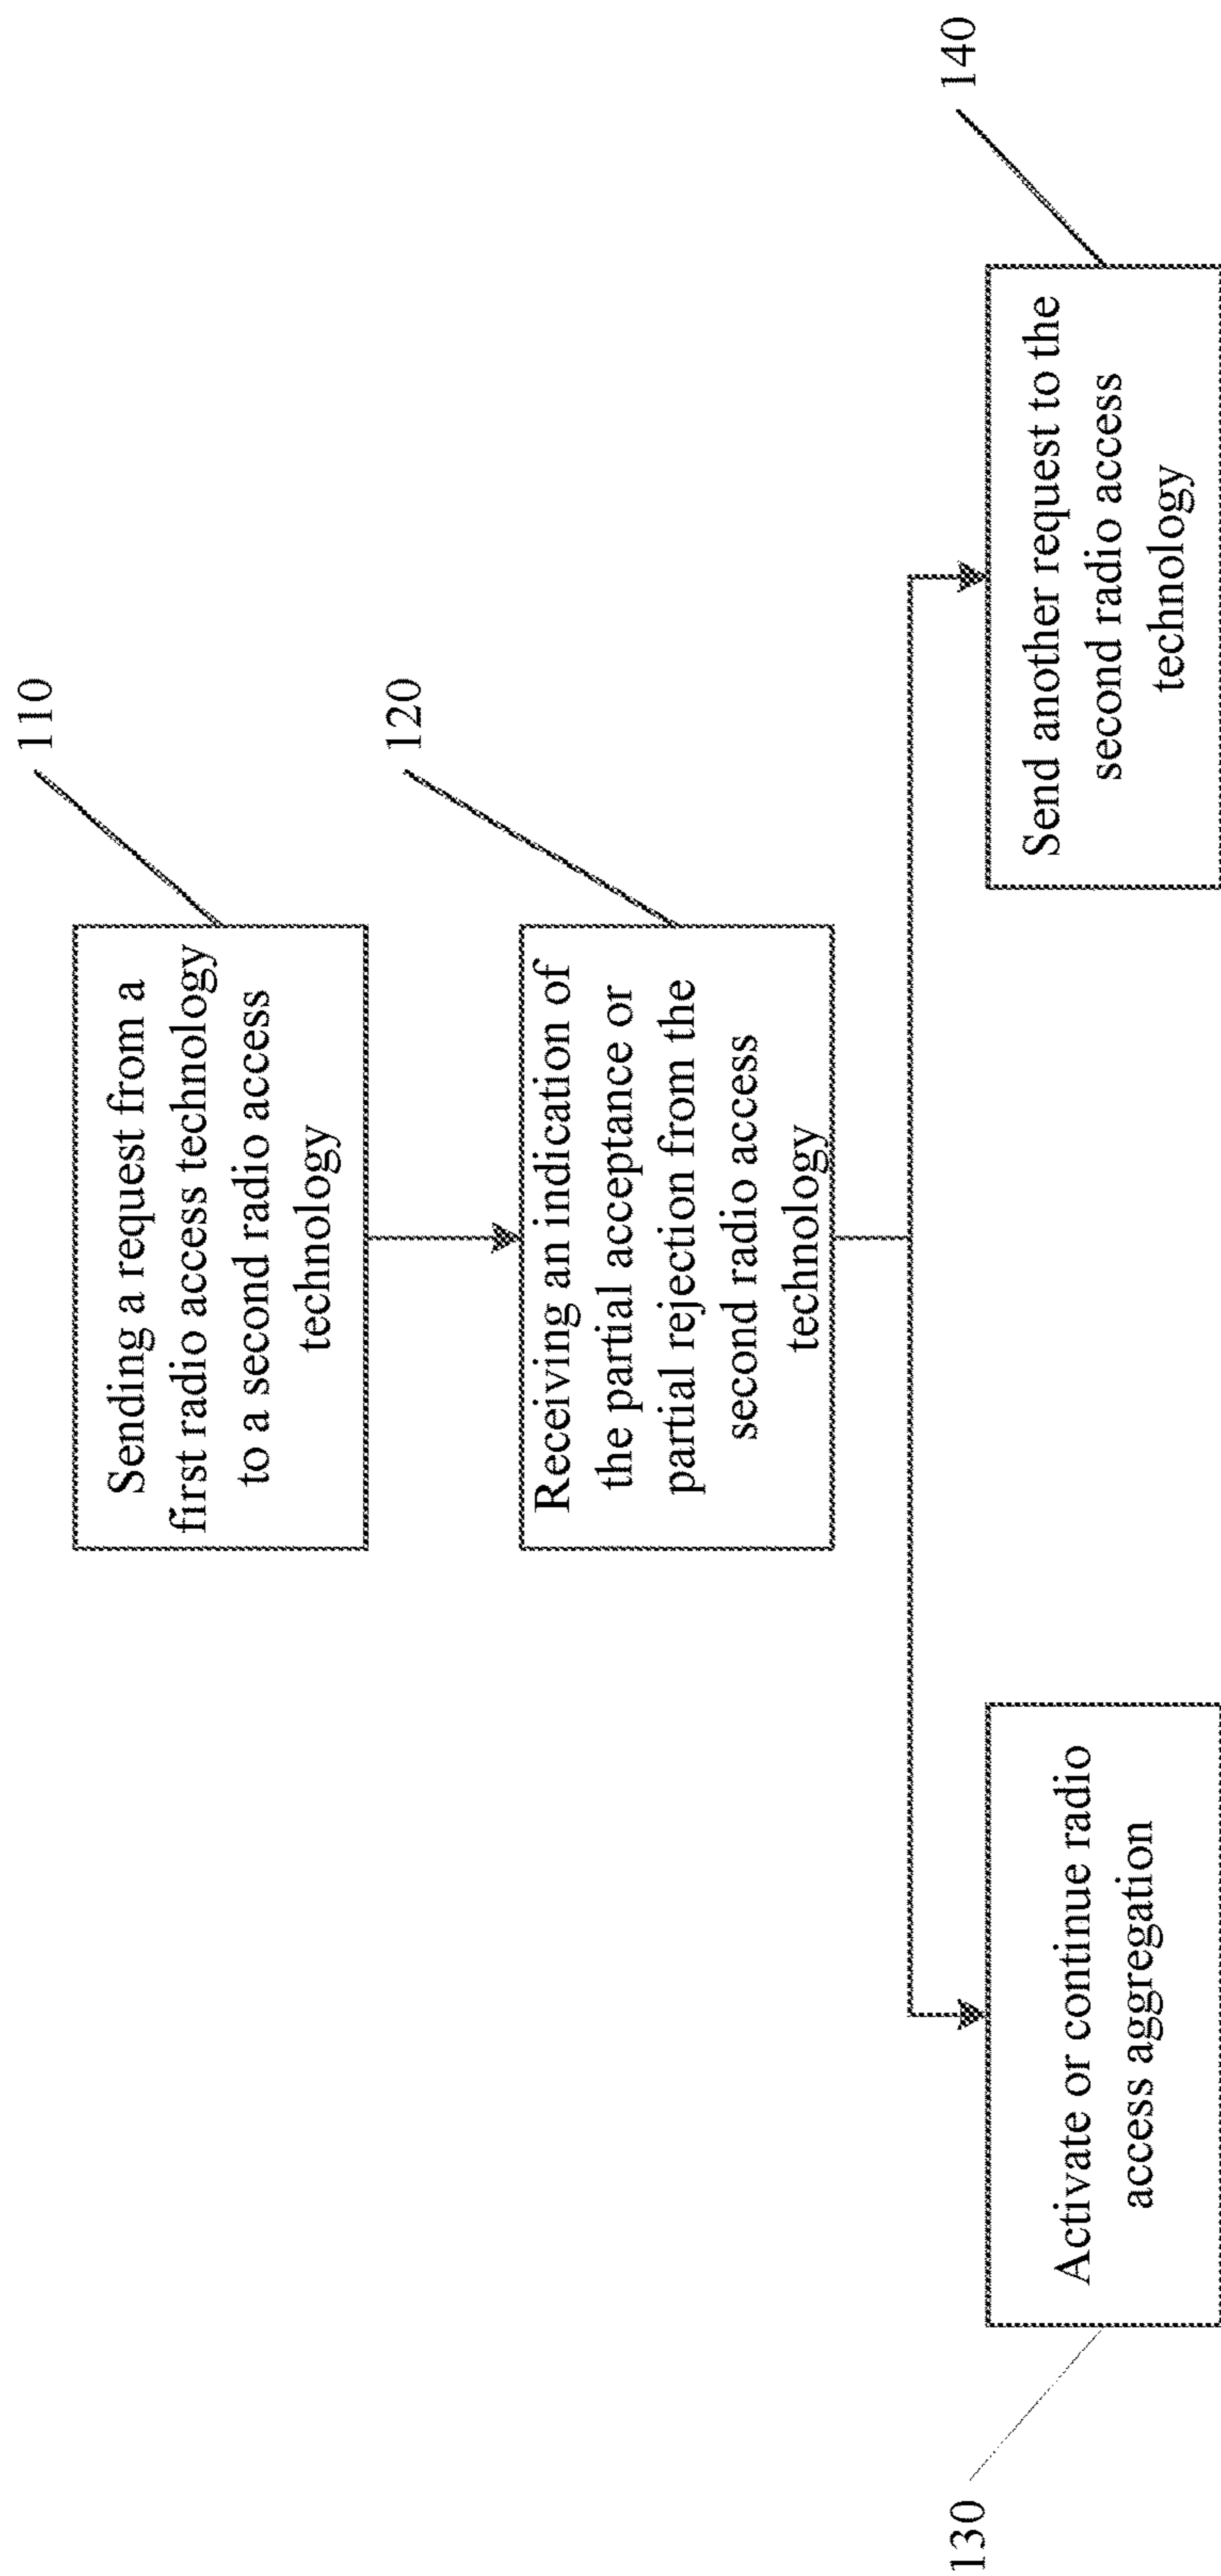 110
Sending a request from a
first radio access technology
to a second radio access
technology
120
Receiving an indication of
the partial acceptance or
partial rejection from the
second radio access
technology
130
Activate or continue radio
access aggregation
140
Send another request to the
second radio access
technology